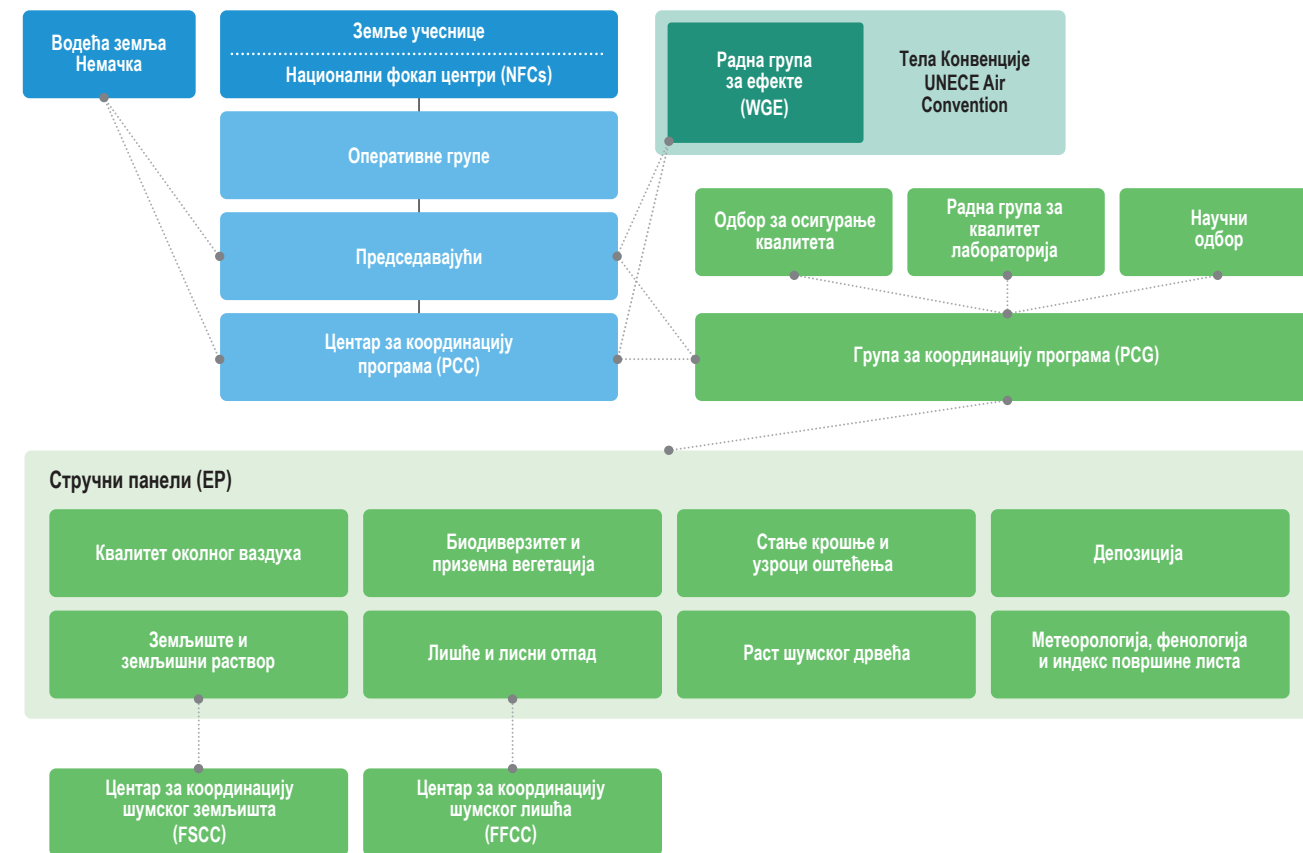 Водећа земља
Немачка
Земље учеснице
Национални фокал центри (NFCs)
Оперативне групе
Председавајући
Центар за координацију
програма (PCC)
Радна група
за ефекте
(WGE)
Тела Конвенције
UNECE Air
Convention
Одбор за осигурање
квалитета
Радна група за
квалитет
лабораторија
Научни
одбор
Група за координацију програма (PCG)
Стручни панели (EP)
Квалитет околног ваздуха
Биодиверзитет и
приземна вегетација
Стање крошње и
узроци оштећења
Депозиција
Земљиште и
земљишни раствор
Лишће и лисни отпад
Раст шумског дрвећа
Метеорологија, фенологија
и индекс површине листа
Центар за координацију
шумског земљишта
(FSCC)
Центар за координацију
шумског лишћа
(FFCC)